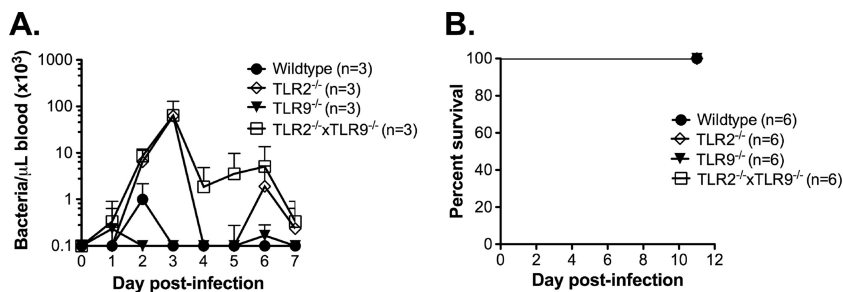 A.
Bacteria/μL blood (x10³)
1000
100
10
1
0.1
0 1 2 3 4 5 6 7
Day post-infection
Wildtype (n=3)
TLR2⁻/⁻ (n=3)
TLR9⁻/⁻ (n=3)
TLR2⁻/⁻xTLR9⁻/⁻ (n=3)
B.
Percent survival
100
80
60
40
20
0
0 2 4 6 8 10 12
Day post-infection
Wildtype (n=6)
TLR2⁻/⁻ (n=6)
TLR9⁻/⁻ (n=6)
TLR2⁻/⁻xTLR9⁻/⁻ (n=6)